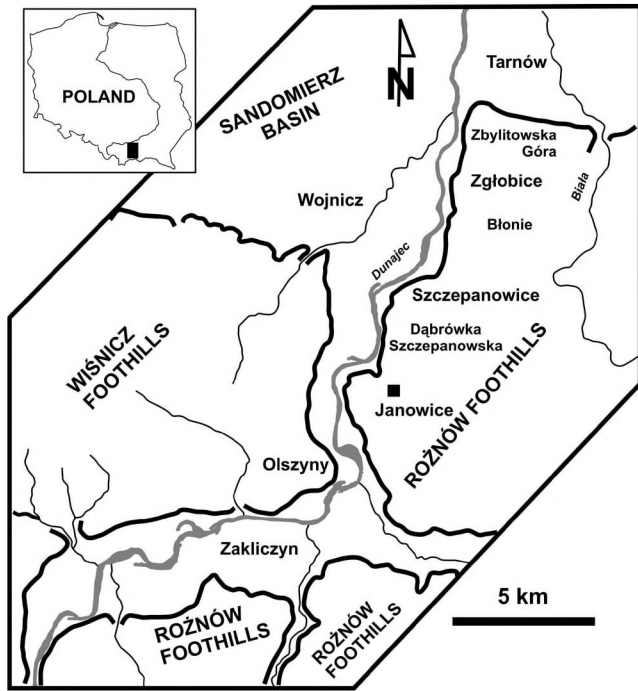 POLAND
SANDOMIERZ
BASIN
N
Tarnów
Zbylitowska
Góra
Zgłobice
Biała
Błonie
Wojnicz
Dunajec
Szczepanowice
Dąbrówka
Szczepanowska
WIŚNICZ
FOOTHILLS
Janowice
ROŻNÓW FOOTHILLS
Olszyny
Zakliczyn
5 km
ROŻNÓW
FOOTHILLS
ROŻNÓW
FOOTHILLS